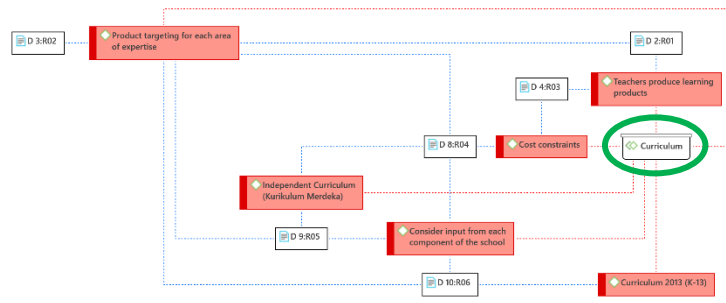 D 3:R02
Product targeting for each area
of expertise
D 2:R01
D 4:R03
Teachers produce learning
products
D 8:R04
Cost constraints
Curriculum
Independent Curriculum
(Kurikulum Merdeka)
D 9:R05
Consider input from each
component of the school
D 10:R06
Curriculum 2013 (K-13)